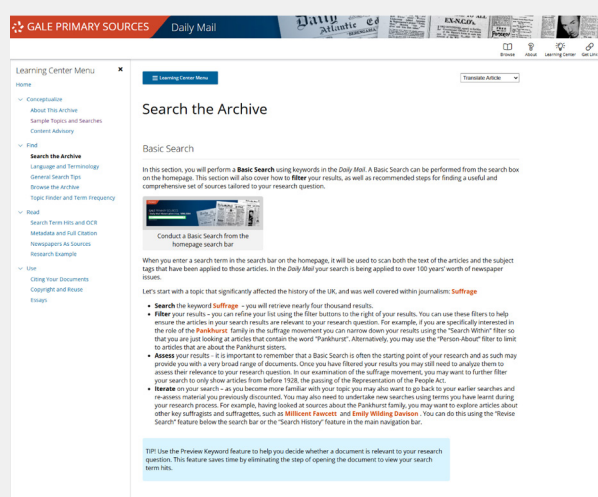 GALE PRIMARY SOURCES Daily Mail
Browse About Learning Center Get Link
Learning Center Menu ×
Home
Conceptualize
About This Archive
Sample Topics and Searches
Content Advisory
Find
Search the Archive
Language and Terminology
General Search Tips
Browse the Archive
Topic Finder and Term Frequency
Read
Search Term Hits and OCR
Metadata and Full Citation
Newspapers As Sources
Research Example
Use
Citing Your Documents
Copyright and Reuse
Essays
Learning Center Menu
Translate Article
Search the Archive
Basic Search
In this section, you will perform a Basic Search using keywords in the Daily Mail. A Basic Search can be performed from the search box
on the homepage. This section will also cover how to filter your results, as well as recommended steps for finding a useful and
comprehensive set of sources tailored to your research question.
Conduct a Basic Search from the
homepage search bar
When you enter a search term in the search bar on the homepage, it will be used to scan both the text of the articles and the subject
tags that have been applied to those articles. In the Daily Mail your search is being applied to over 100 years' worth of newspaper
issues.
Let's start with a topic that significantly affected the history of the UK, and was well covered within journalism: Suffrage
• Search the keyword Suffrage – you will retrieve nearly four thousand results.
• Filter your results – you can refine your list using the filter buttons to the right of your results. You can use these filters to help
ensure the articles in your search results are relevant to your research question. For example, if you are specifically interested in
the role of the Pankhurst family in the suffrage movement you can narrow down your results using the "Search Within" filter so
that you are just looking at articles that contain the word "Pankhurst". Alternatively, you may use the "Person-About" filter to limit
to articles that are about the Pankhurst sisters.
• Assess your results – it is important to remember that a Basic Search is often the starting point of your research and as such may
provide you with a very broad range of documents. Once you have filtered your results you may still need to analyze them to
assess their relevance to your research question. In our examination of the suffrage movement, you may want to further filter
your search to only show articles from before 1928, the passing of the Representation of the People Act.
• Iterate on your search – as you become more familiar with your topic you may also want to go back to your earlier searches and
re-assess material you previously discounted. You may also need to undertake new searches using terms you have learnt during
your research process. For example, having looked at sources about the Pankhurst family, you may want to explore articles about
other key suffragists and suffragettes, such as Millicent Fawcett and Emily Wilding Davison . You can do this using the "Revise
Search" feature below the search bar or the "Search History" feature in the main navigation bar.
TIP! Use the Preview Keyword feature to help you decide whether a document is relevant to your research
question. This feature saves time by eliminating the step of opening the document to view your search
term hits.